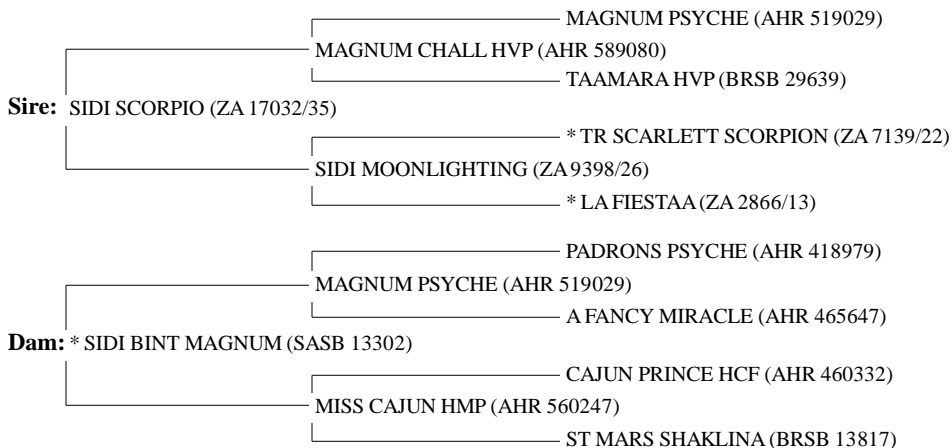 MAGNUM PSYCHE (AHR 519029)
MAGNUM CHALL HVP (AHR 589080)
TAAMARA HVP (BRSB 29639)
Sire: SIDI SCORPIO (ZA 17032/35)
* TR SCARLETT SCORPION (ZA 7139/22)
SIDI MOONLIGHTING (ZA 9398/26)
* LA FIESTAA (ZA 2866/13)
PADRONS PSYCHE (AHR 418979)
MAGNUM PSYCHE (AHR 519029)
A FANCY MIRACLE (AHR 465647)
Dam: * SIDI BINT MAGNUM (SASB 13302)
CAJUN PRINCE HCF (AHR 460332)
MISS CAJUN HMP (AHR 560247)
ST MARS SHAKLINA (BRSB 13817)